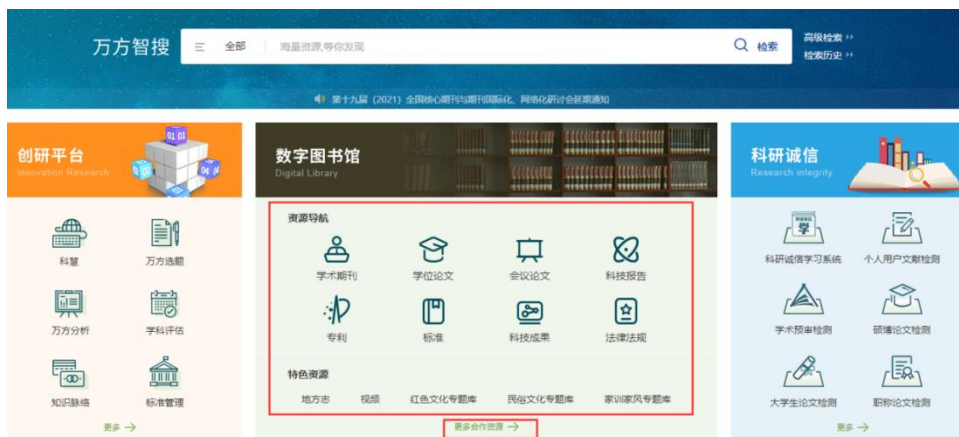 万方智搜
全部
海量资源,等你发现
检索
高级检索 >>
检索历史 >>
第十九届 (2021) 全国核心期刊与期刊国际化、网络化研讨会延期通知
创研平台
Innovation Research
科慧
万方选题
万方分析
学科评估
知识脉络
标准管理
更多 →
数字图书馆
Digital Library
资源导航
学术期刊
学位论文
会议论文
科技报告
专利
标准
科技成果
法律法规
特色资源
地方志
视频
红色文化专题库
民俗文化专题库
家训家风专题库
更多合作资源 →
科研诚信
Research integrity
科研诚信学习系统
个人用户文献检测
学术预审检测
硕博论文检测
大学生论文检测
职称论文检测
更多 →